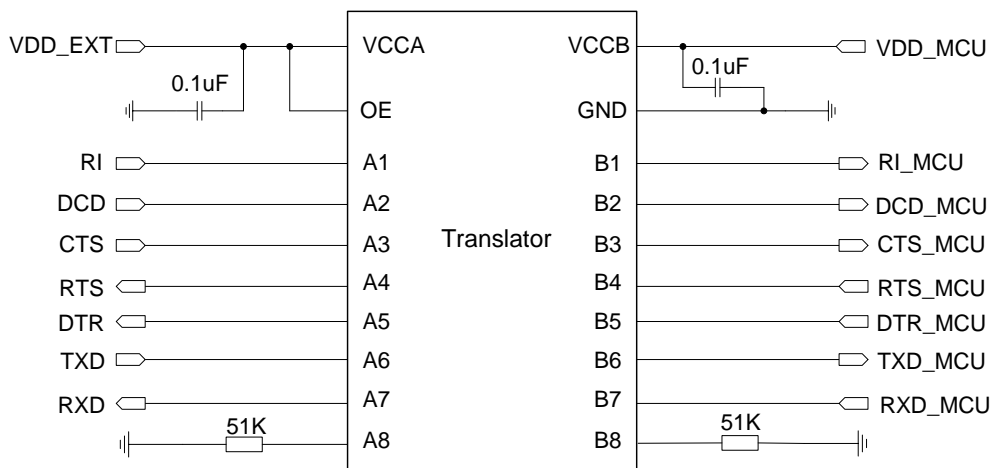 VDD_EXT VCCA VCCB VDD_MCU
0.1uF 0.1uF
OE GND
RI A1 B1 RI_MCU
DCD A2 B2 DCD_MCU
CTS A3 Translator B3 CTS_MCU
RTS A4 B4 RTS_MCU
DTR A5 B5 DTR_MCU
TXD A6 B6 TXD_MCU
RXD A7 B7 RXD_MCU
51K A8 B8 51K